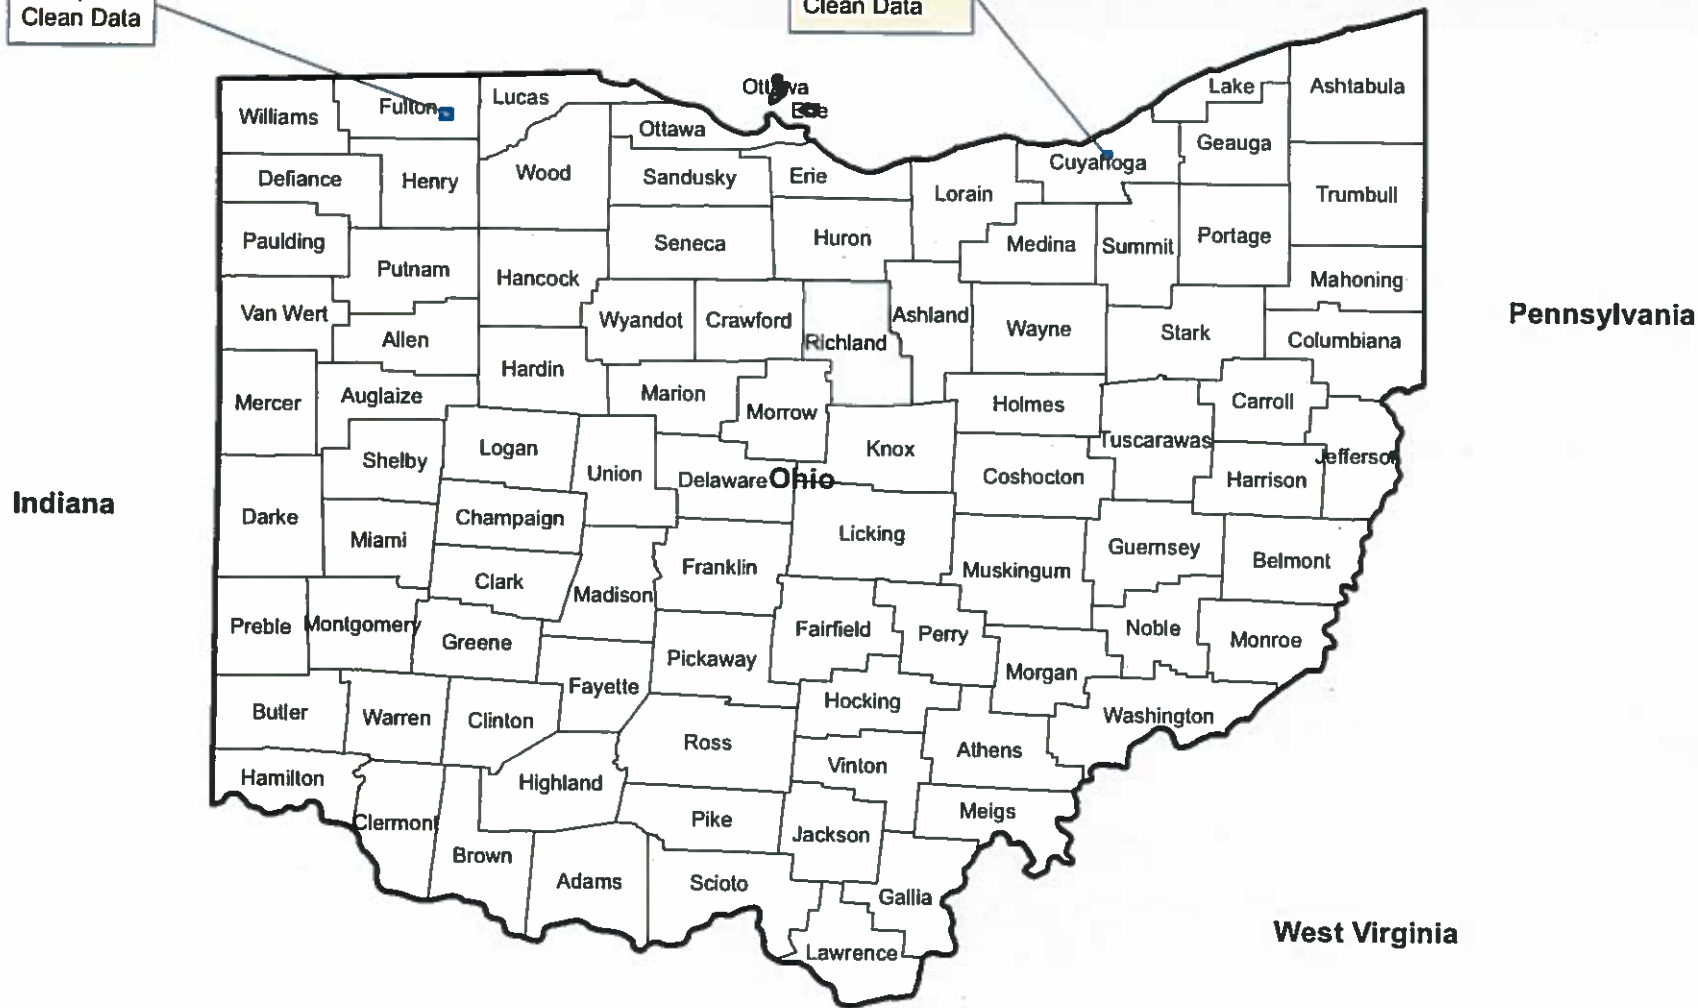 Clean Data
Clean Data
Ottawa
Erie
Lake
Ashtabula
Williams
Fulton
Lucas
Ottawa
Geauga
Cuyahoga
Defiance
Henry
Wood
Sandusky
Erie
Lorain
Trumbull
Paulding
Putnam
Hancock
Seneca
Huron
Medina
Summit
Portage
Mahoning
Van Wert
Allen
Wyandot
Crawford
Richland
Ashland
Wayne
Stark
Columbiana
Pennsylvania
Mercer
Auglaize
Hardin
Marion
Morrow
Holmes
Carroll
Tuscarawas
Jefferson
Shelby
Logan
Union
Delaware
Ohio
Knox
Coshocton
Harrison
Indiana
Darke
Miami
Champaign
Licking
Guernsey
Belmont
Clark
Madison
Franklin
Muskingum
Preble
Montgomery
Greene
Pickaway
Fairfield
Perry
Noble
Monroe
Fayette
Hocking
Morgan
Butler
Warren
Clinton
Ross
Washington
Athens
Vinton
Hamilton
Highland
Clermont
Pike
Jackson
Meigs
Brown
Adams
Scioto
Gallia
Lawrence
West Virginia